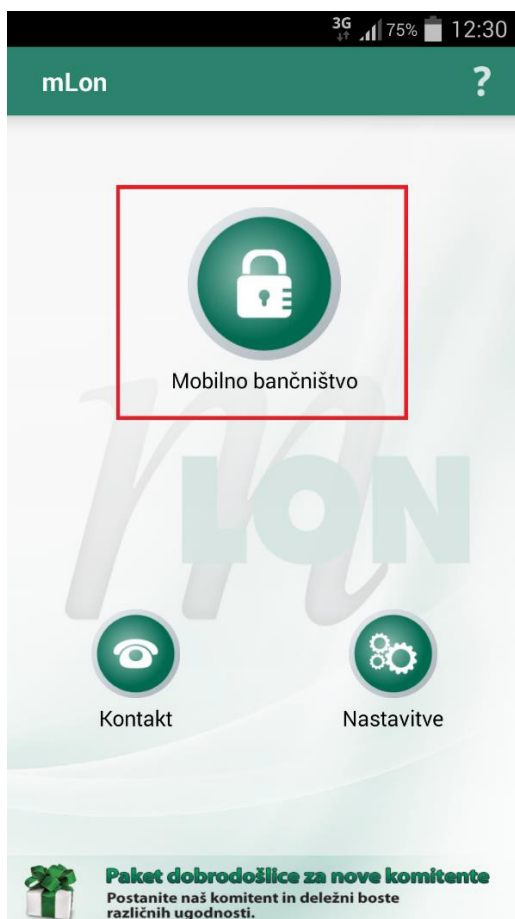 3G 75% 12:30
mLon ?
Mobilno bančništvo
m LON
Kontakt Nastavitve
Paket dobrodošlice za nove komitente
Postanite naš komitent in deležni boste
različnih ugodnosti.